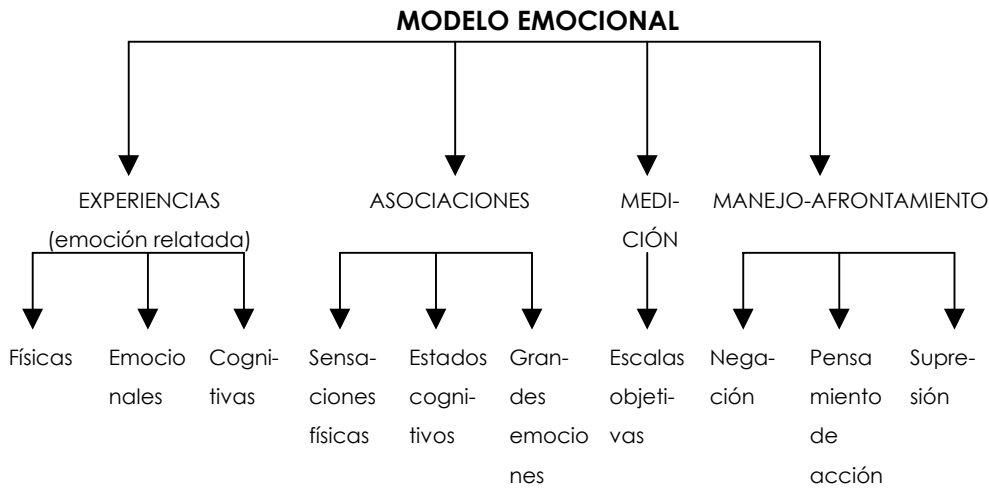 MODELO EMOCIONAL
EXPERIENCIAS
(emoción relatada)
ASOCIACIONES
MEDI-
CIÓN
MANEJO-AFRONTAMIENTO
Físicas
Emocio
nales
Cogni-
tivas
Sensa-
ciones
físicas
Estados
cogni-
tivos
Gran-
des
emocio
nes
Escalas
objeti-
vas
Nega-
ción
Pensa
miento
de
acción
Supre-
sión